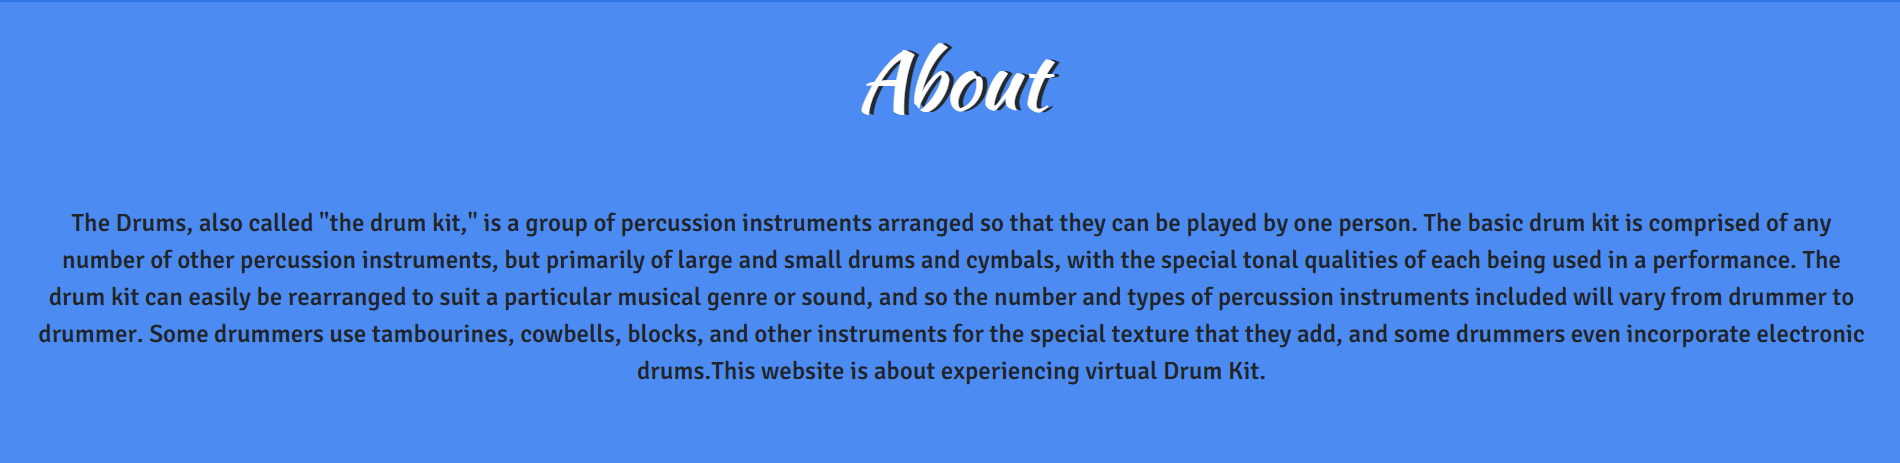 About
The Drums, also called "the drum kit," is a group of percussion instruments arranged so that they can be played by one person. The basic drum kit is comprised of any
number of other percussion instruments, but primarily of large and small drums and cymbals, with the special tonal qualities of each being used in a performance. The
drum kit can easily be rearranged to suit a particular musical genre or sound, and so the number and types of percussion instruments included will vary from drummer to
drummer. Some drummers use tambourines, cowbells, blocks, and other instruments for the special texture that they add, and some drummers even incorporate electronic
drums.This website is about experiencing virtual Drum Kit.